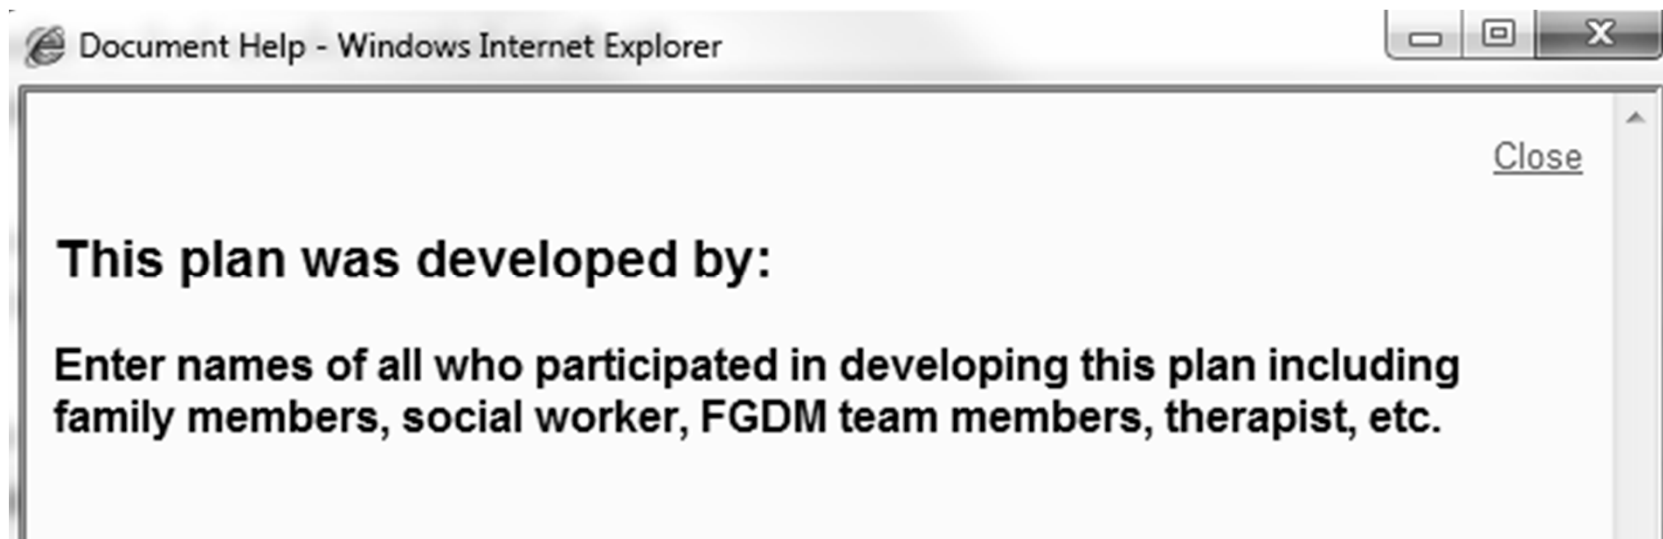 Document Help - Windows Internet Explorer
Close
This plan was developed by:
Enter names of all who participated in developing this plan including
family members, social worker, FGDM team members, therapist, etc.